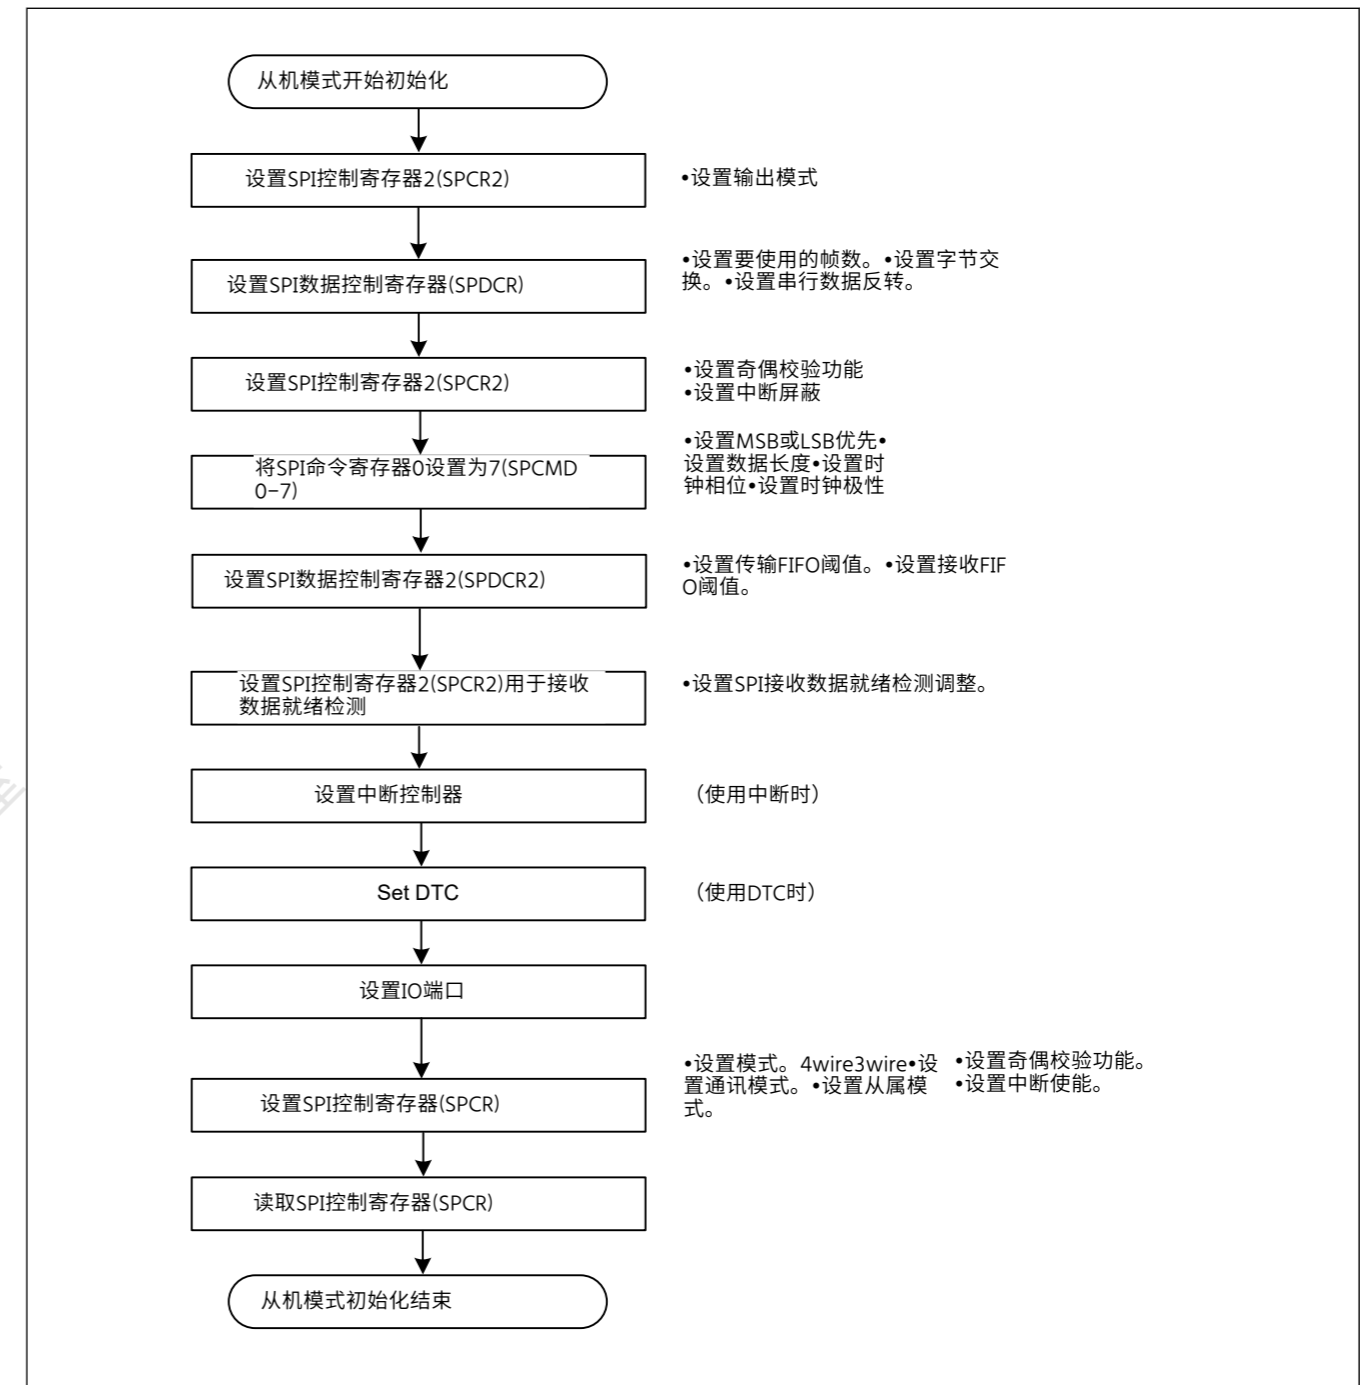 从机模式开始初始化
设置SPI控制寄存器2(SPCR2)
•设置输出模式
设置SPI数据控制寄存器(SPDCR)
•设置要使用的帧数。•设置字节交
换。•设置串行数据反转。
设置SPI控制寄存器2(SPCR2)
•设置奇偶校验功能
•设置中断屏蔽
将SPI命令寄存器0设置为7(SPCMD
0−7)
•设置MSB或LSB优先•
设置数据长度•设置时
钟相位•设置时钟极性
设置SPI数据控制寄存器2(SPDCR2)
•设置传输FIFO阈值。•设置接收FIF
O阈值。
设置SPI控制寄存器2(SPCR2)用于接收
数据就绪检测
•设置SPI接收数据就绪检测调整。
设置中断控制器
（使用中断时）
Set DTC
（使用DTC时）
设置IO端口
设置SPI控制寄存器(SPCR)
•设置模式。4wire3wire•设
置通讯模式。•设置从属模
式。
•设置奇偶校验功能。
•设置中断使能。
读取SPI控制寄存器(SPCR)
从机模式初始化结束